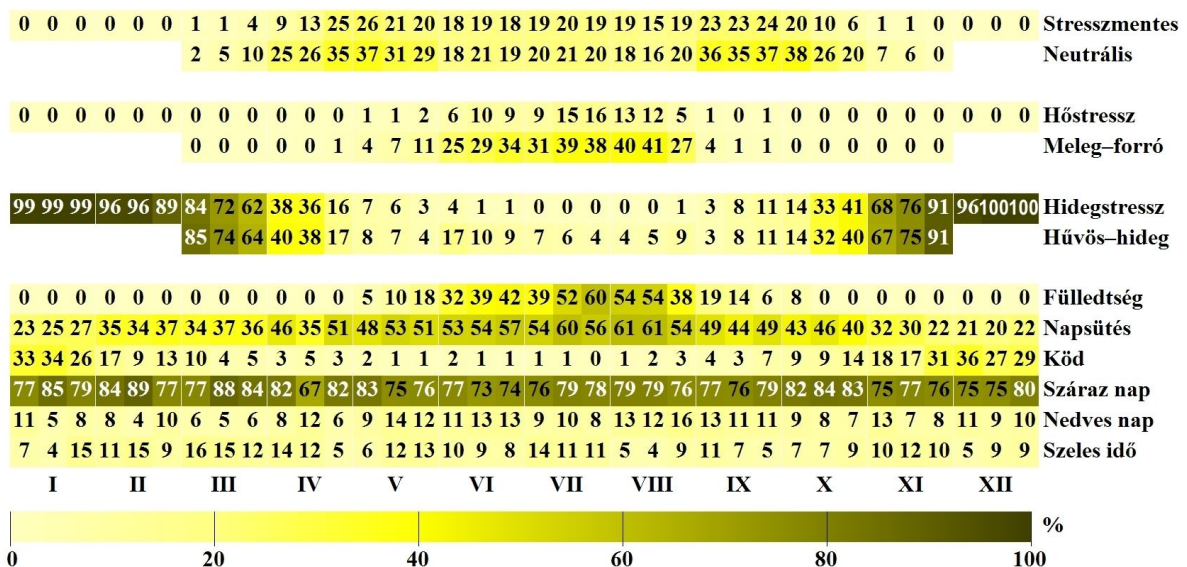 0 0 0 0 0 0 1 1 4 9 13 25 26 21 20 18 19 18 19 20 19 19 18 19 23 23 24 20 10 6 1 1 0 0 0 0 Stresszmentes
2 5 10 25 26 35 37 31 29 18 21 19 20 21 20 18 16 20 36 35 37 38 26 20 7 6 0 Neutrális
0 0 0 0 0 0 0 0 0 0 0 0 1 1 2 6 10 9 9 15 16 13 12 5 1 0 1 0 0 0 0 0 0 0 0 0 Hőstressz
0 0 0 0 0 1 4 7 11 25 29 34 31 39 38 40 41 27 4 1 1 0 0 0 0 0 0 Meleg–forró
99 99 99 96 96 89 84 72 62 38 36 16 7 6 3 4 1 1 0 0 0 0 0 1 3 8 11 14 33 41 68 76 91 96 100 100 Hidegstressz
85 74 64 40 38 17 8 7 4 17 10 9 7 6 4 4 5 9 3 8 11 14 32 40 67 75 91 Hűvös–hideg
0 0 0 0 0 0 0 0 0 0 0 0 5 10 18 32 39 42 39 52 60 54 54 38 19 14 6 8 0 0 0 0 0 0 0 0 Fülledtség
23 25 27 35 34 37 34 37 36 46 35 51 48 53 51 53 54 57 54 60 56 61 61 54 49 44 49 43 46 40 32 30 22 21 20 22 Napsütés
33 34 26 17 9 13 10 4 5 3 5 3 2 1 1 2 1 1 1 1 0 1 2 3 4 3 7 9 9 14 18 17 31 36 27 29 Köd
77 85 79 84 89 77 77 88 84 82 67 82 83 75 76 77 73 74 76 79 78 79 79 76 77 76 79 82 84 83 75 77 76 75 75 80 Száraz nap
11 5 8 8 4 10 6 5 6 8 12 6 9 14 12 11 13 13 9 10 8 13 12 16 13 11 11 9 8 7 13 7 8 11 9 10 Nedves nap
7 4 15 11 15 9 16 15 12 14 12 5 6 12 13 10 9 8 14 11 11 5 4 9 11 7 5 7 7 9 10 12 10 5 9 9 Szeles idő
I II III IV V VI VII VIII IX X XI XII
%
0 20 40 60 80 100